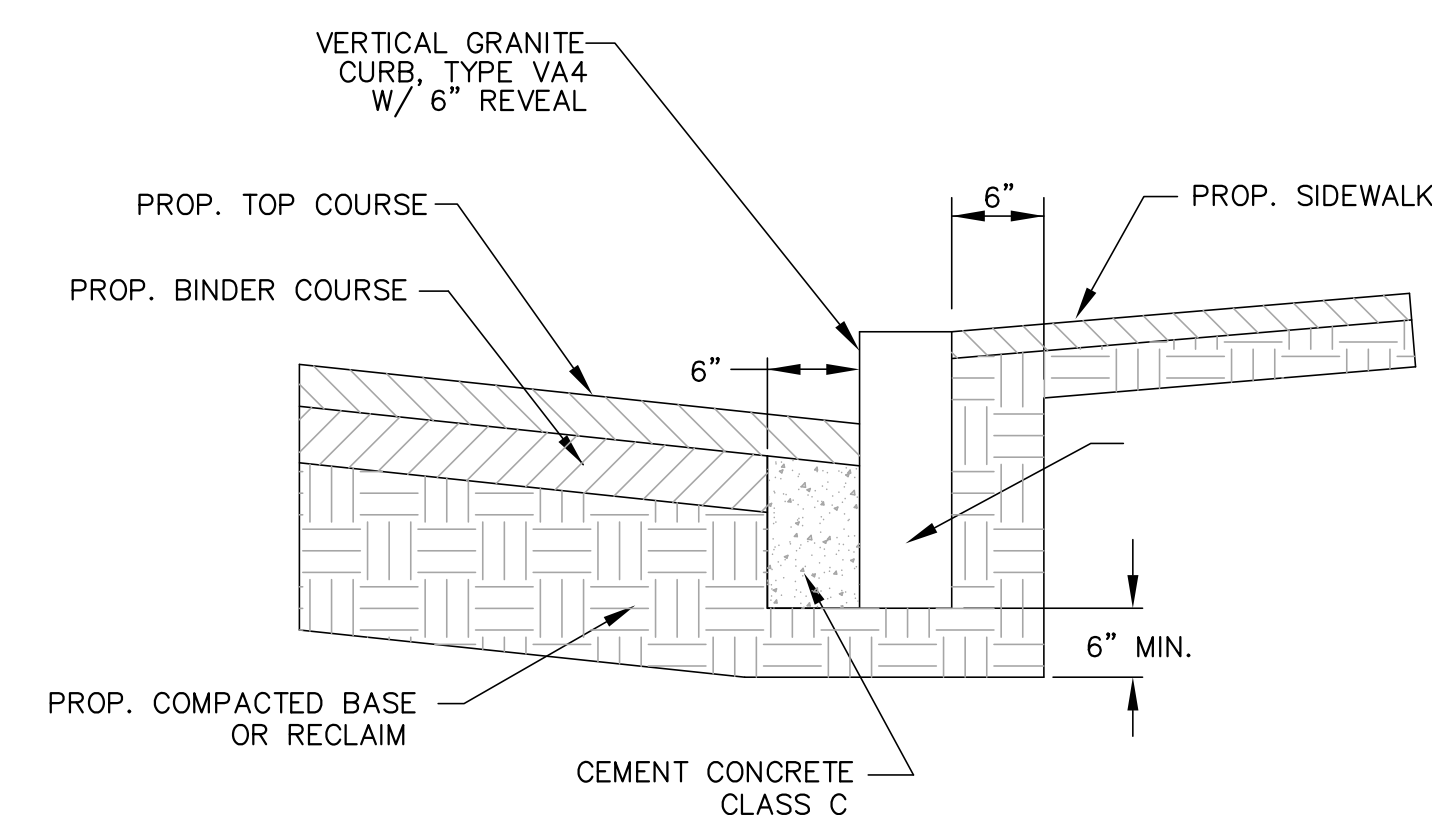 VERTICAL GRANITE
CURB, TYPE VA4
W/ 6” REVEAL
PROP. TOP COURSE
6”
PROP. SIDEWALK
PROP. BINDER COURSE
6”
6” MIN.
PROP. COMPACTED BASE
OR RECLAIM
CEMENT CONCRETE
CLASS C